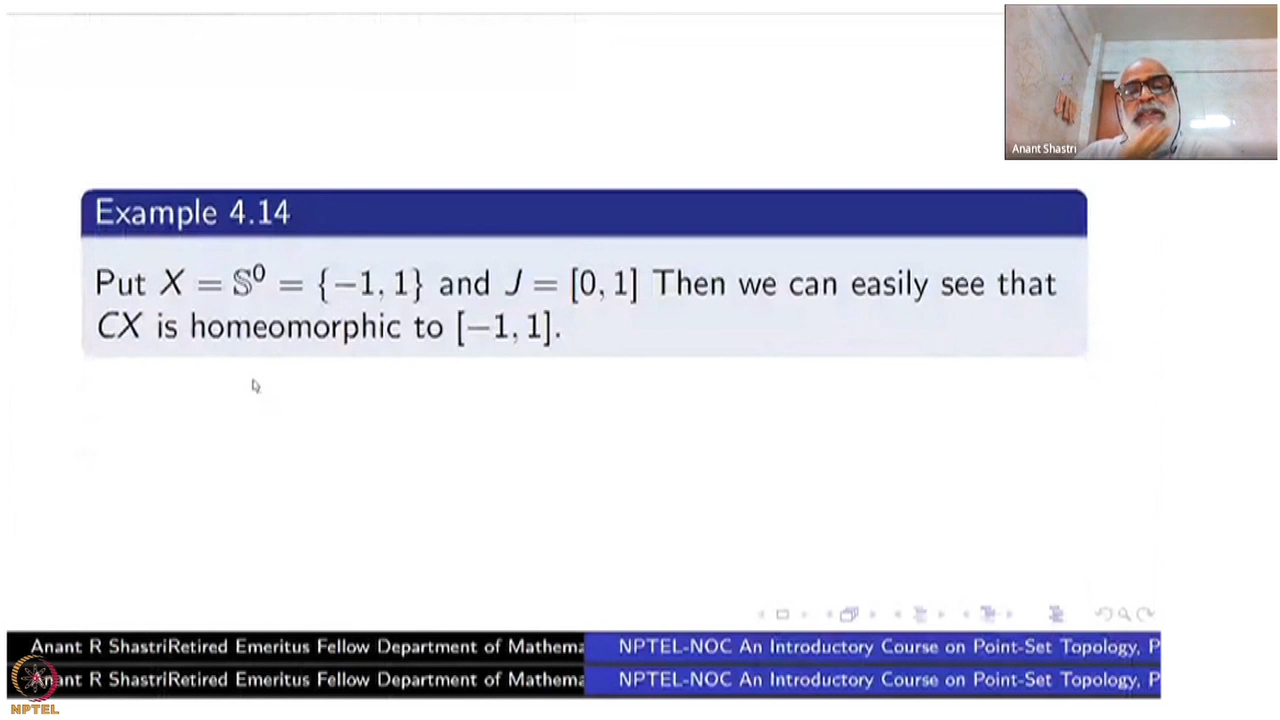 Anant Shastri
Example 4.14
Put X = 𝕊⁰ = {−1, 1} and J = [0, 1] Then we can easily see that
CX is homeomorphic to [−1, 1].
Anant R ShastriRetired Emeritus Fellow Department of Mathema NPTEL-NOC An Introductory Course on Point-Set Topology, P
Anant R ShastriRetired Emeritus Fellow Department of Mathema NPTEL-NOC An Introductory Course on Point-Set Topology, P
NPTEL